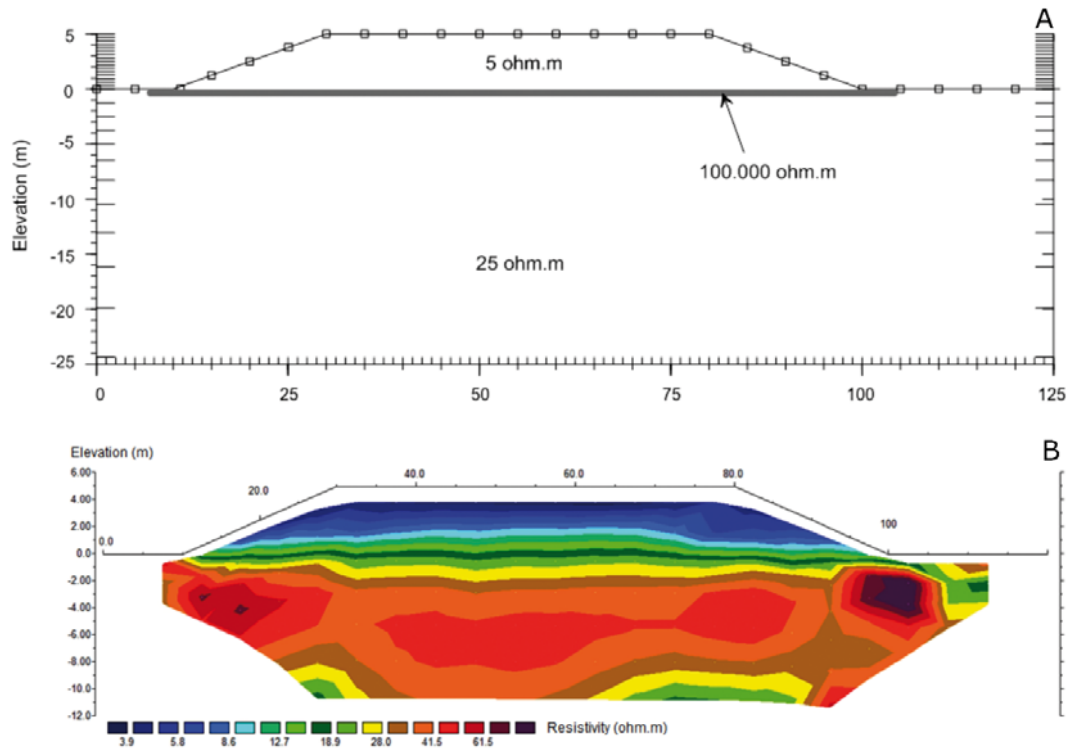 A
5
0
-5
-10
-15
-20
-25
Elevation (m)
5 ohm.m
100.000 ohm.m
25 ohm.m
0 25 50 75 100 125
B
Elevation (m)
6.00
4.00
2.00
0.00
-2.00
-4.00
-6.00
-8.00
-10.0
-12.0
0.0 20.0 40.0 60.0 80.0 100
3.9 5.8 8.6 12.7 18.9 28.0 41.5 61.5
Resistivity (ohm.m)